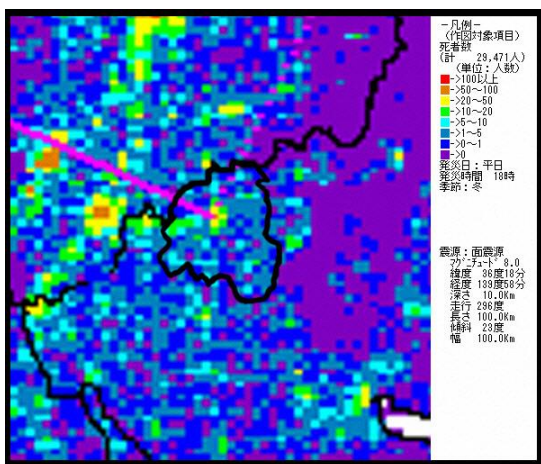 －凡例－
(作図対象項目)
死者数
(計 29,471人)
(単位：人数)
->100以上
->50～100
->20～50
->10～20
->5～10
->1～5
->0～1
->0
発災日：平日
発災時間 18時
季節：冬
震源：面震源
ﾏｸﾞﾆﾁｭｰﾄﾞ 8.0
緯度 36度18分
経度 139度58分
深さ 10.0Km
走行 296度
長さ 100.0Km
傾斜 23度
幅 100.0Km